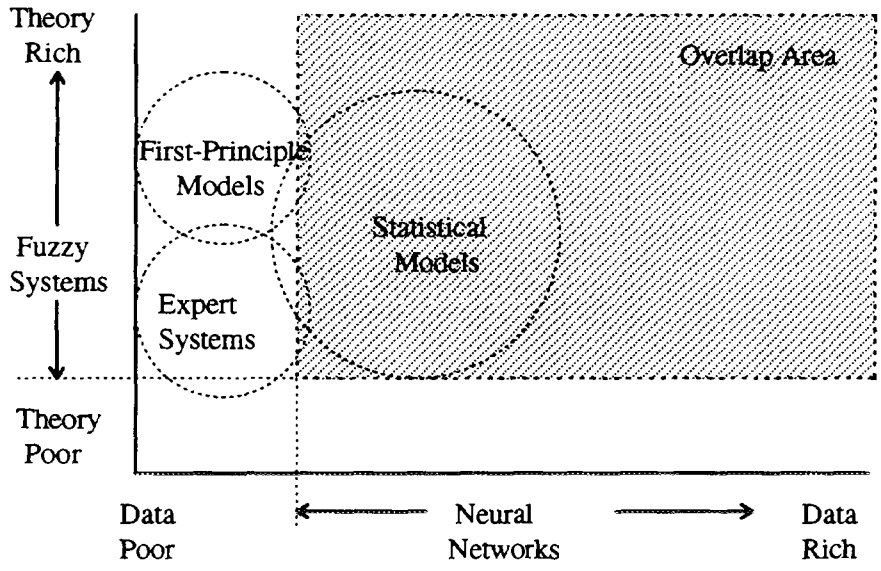 Theory
Rich
Overlap Area
First-Principle
Models
Statistical
Models
Fuzzy
Systems
Expert
Systems
Theory
Poor
Data
Poor
Neural
Networks
Data
Rich